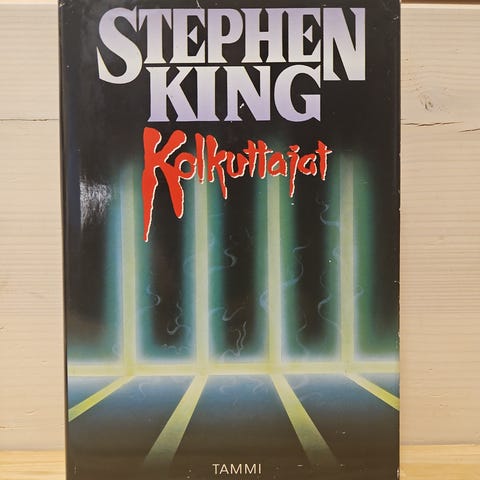 STEPHEN
KING
Kolkuttajat
TAMMI